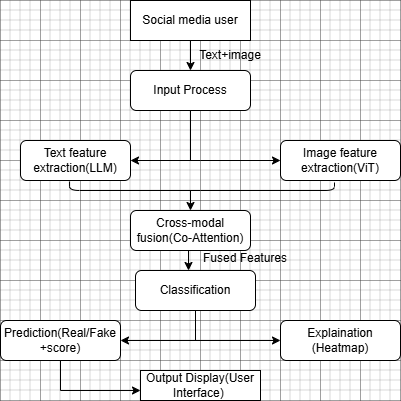 Social media user
Text+image
Input Process
Text feature
extraction(LLM)
Image feature
extraction(ViT)
Cross-modal
fusion(Co-Attention)
Fused Features
Classification
Prediction(Real/Fake
+score)
Explaination
(Heatmap)
Output Display(User
Interface)